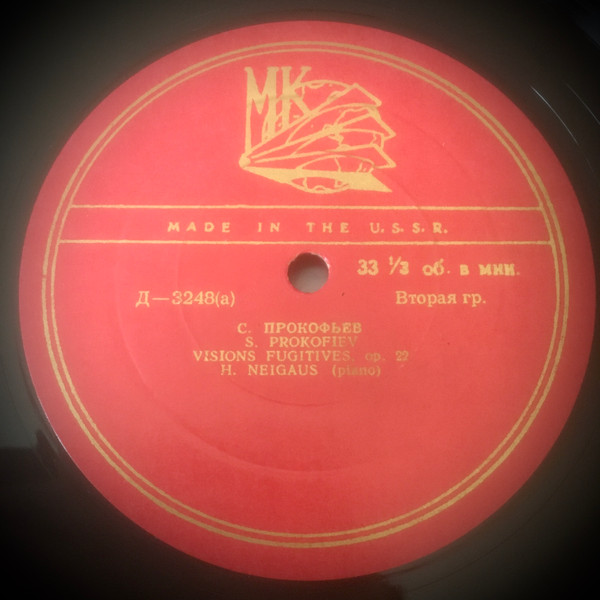 МК
MADE IN THE U.S.S.R.
33 1/3 об. в мин.
Д—3248(а) Вторая гр.
С. ПРОКОФЬЕВ
S. PROKOFIEV
VISIONS FUGITIVES, op. 22
H. NEIGAUS (piano)